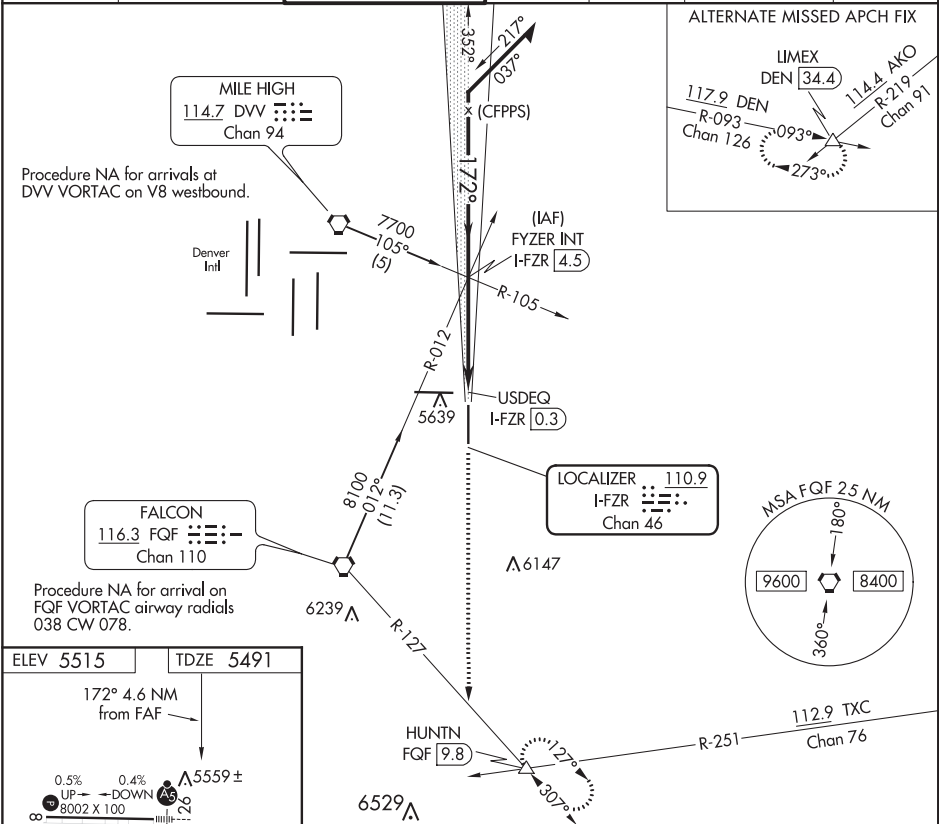 ALTERNATE MISSED APCH FIX
LIMEX
DEN 34.4
114.4 AKO
R-219
Chan 91
117.9 DEN
R-093
Chan 126
093°
273°
352°
217°
037°
(CFPPS)
172°
MILE HIGH
114.7 DVV
Chan 94
Procedure NA for arrivals at
DVV VORTAC on V8 westbound.
Denver
Intl
7700
105°
(5)
(IAF)
FYZER INT
I-FZR 4.5
R-105
R-012
5639
USDEQ
I-FZR 0.3
8100
012°
(11.3)
LOCALIZER 110.9
I-FZR
Chan 46
FALCON
116.3 FQF
Chan 110
Procedure NA for arrival on
FQF VORTAC airway radials
038 CW 078.
6147
6239
R-127
MSA FQF 25 NM
180°
9600
8400
360°
ELEV 5515
TDZE 5491
172° 4.6 NM
from FAF
0.5%
UP
0.4%
DOWN
5559 ±
P
A5
8002 X 100
8
26
HUNTN
FQF 9.8
127°
307°
R-251
112.9 TXC
Chan 76
6529